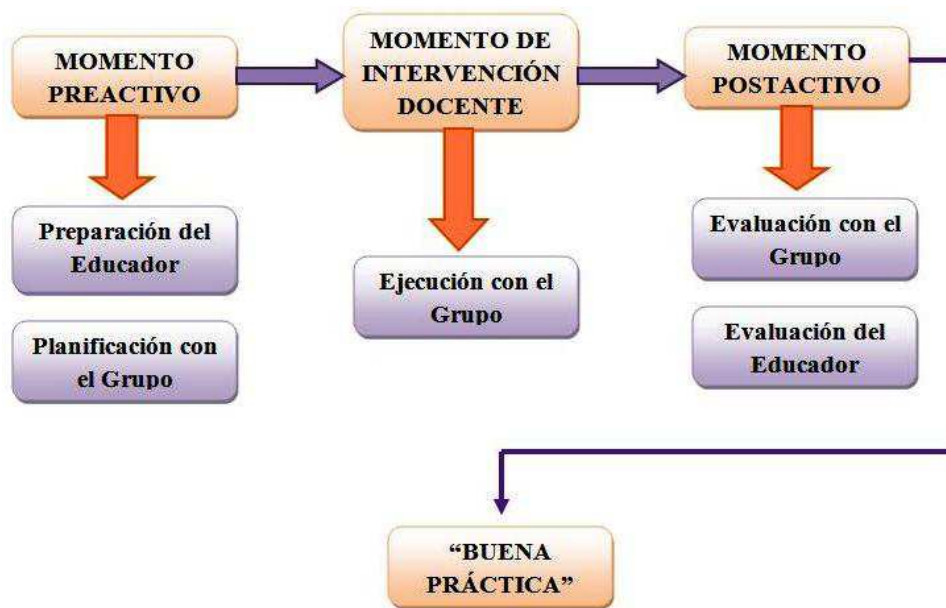 MOMENTO
PREACTIVO
MOMENTO DE
INTERVENCIÓN
DOCENTE
MOMENTO
POSTACTIVO
Preparación del
Educador
Planificación con
el Grupo
Ejecución con el
Grupo
Evaluación con el
Grupo
Evaluación del
Educador
“BUENA
PRÁCTICA”